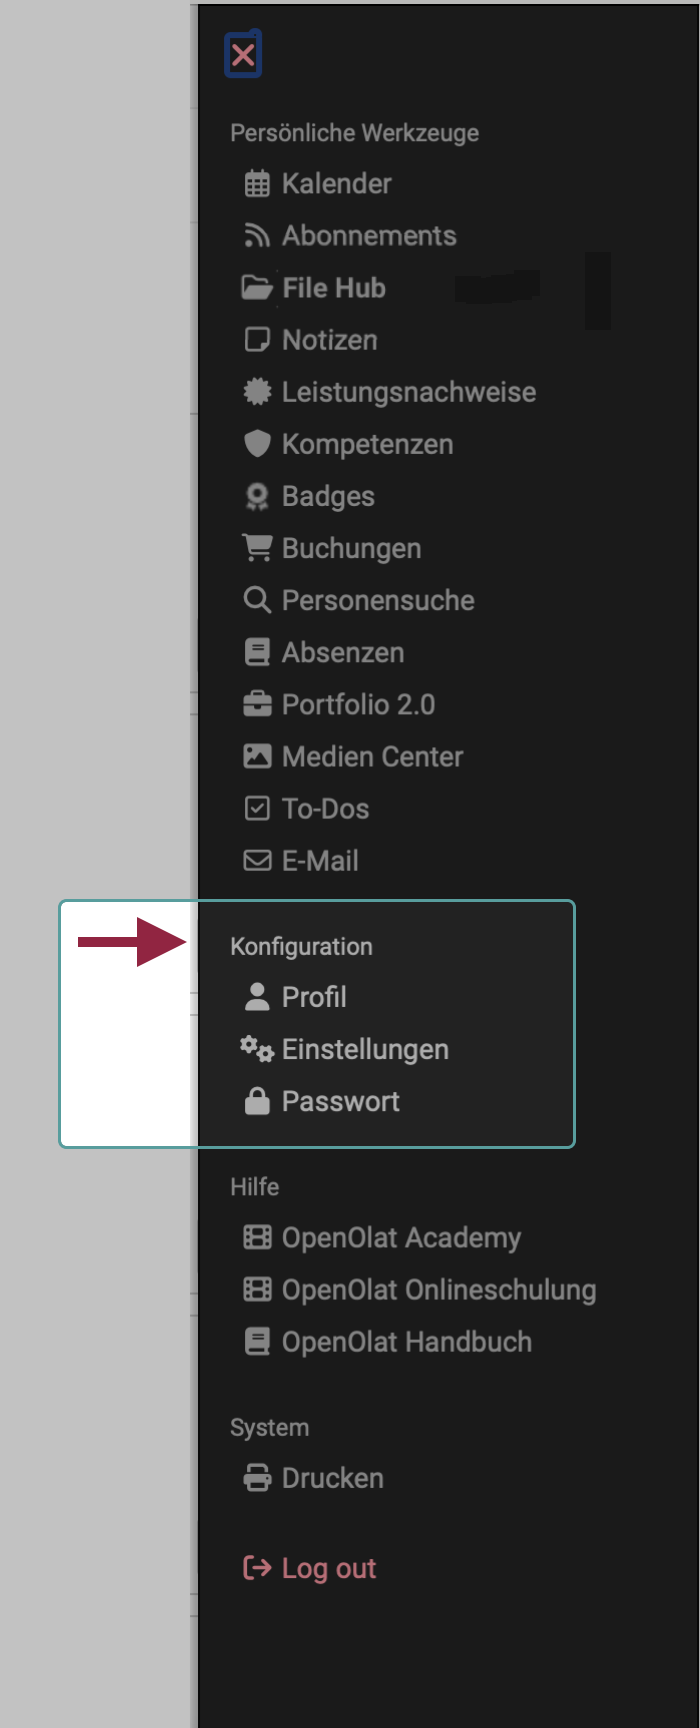 Persönliche Werkzeuge
Kalender
Abonnements
File Hub
Notizen
Leistungsnachweise
Kompetenzen
Badges
Buchungen
Personensuche
Absenzen
Portfolio 2.0
Medien Center
To-Dos
E-Mail
Konfiguration
Profil
Einstellungen
Passwort
Hilfe
OpenOlat Academy
OpenOlat Onlineschulung
OpenOlat Handbuch
System
Drucken
Log out